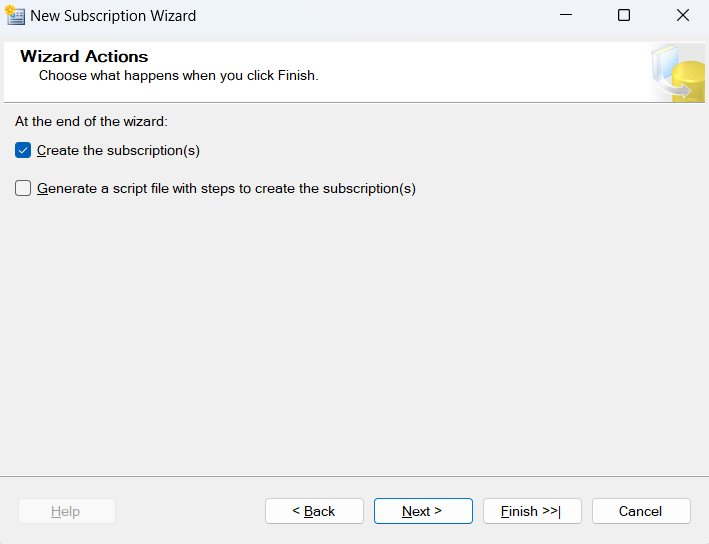 New Subscription Wizard
Wizard Actions
Choose what happens when you click Finish.
At the end of the wizard:
Create the subscription(s)
Generate a script file with steps to create the subscription(s)
Help
< Back
Next >
Finish >>|
Cancel